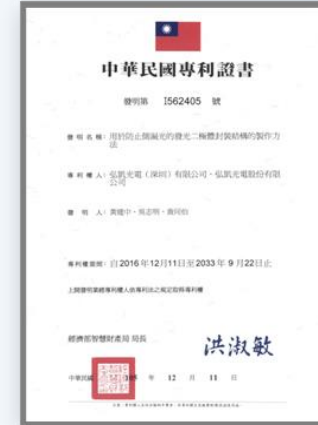 中華民國專利證書
發明第 I562405 號
發明名稱：用於防止側漏光的發光二極體封裝結構的製作方
法
專利權人：弘凱光電（深圳）有限公司、弘凱光電股份有限
公司
發明人：黃建中、吳志明、
專利權期間：自2016年12月11日至2033年9月22日止
上開發明業經專利權人依專利法之規定取得專利權
經濟部智慧財產局 局長
洪淑敏
中華民國 105 年 12 月 11 日